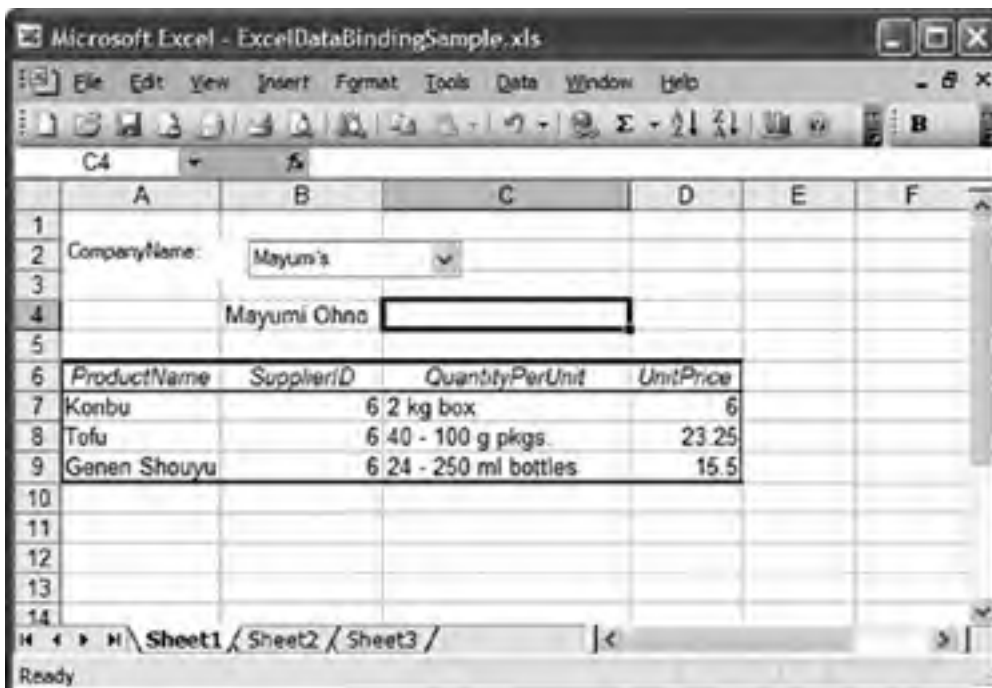 Microsoft Excel - ExcelDataBindingSample.xls
File Edit View Insert Format Tools Data Window Help
Σ B
C4 fx
A B C D E F
1
2 CompanyName: Mayumi's
3
4 Mayumi Ohno
5
6 ProductName SupplierID QuantityPerUnit UnitPrice
7 Konbu 6 2 kg box 6
8 Tofu 6 40 - 100 g pkgs. 23.25
9 Genen Shouyu 6 24 - 250 ml bottles 15.5
10
11
12
13
14
Sheet1 Sheet2 Sheet3
Ready